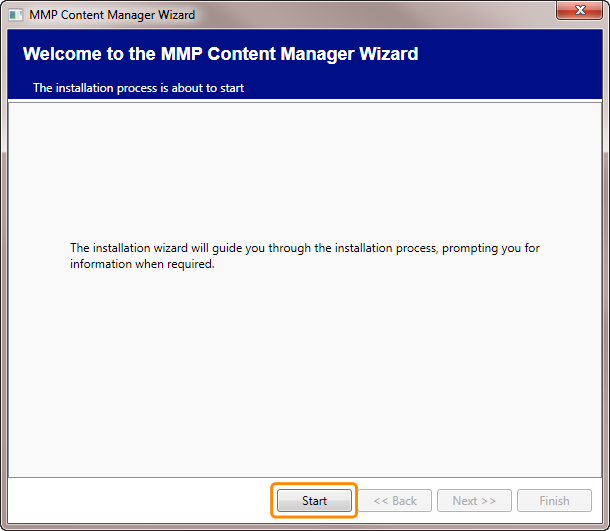 MMP Content Manager Wizard
Welcome to the MMP Content Manager Wizard
The installation process is about to start
The installation wizard will guide you through the installation process, prompting you for
information when required.
Start << Back Next >> Finish